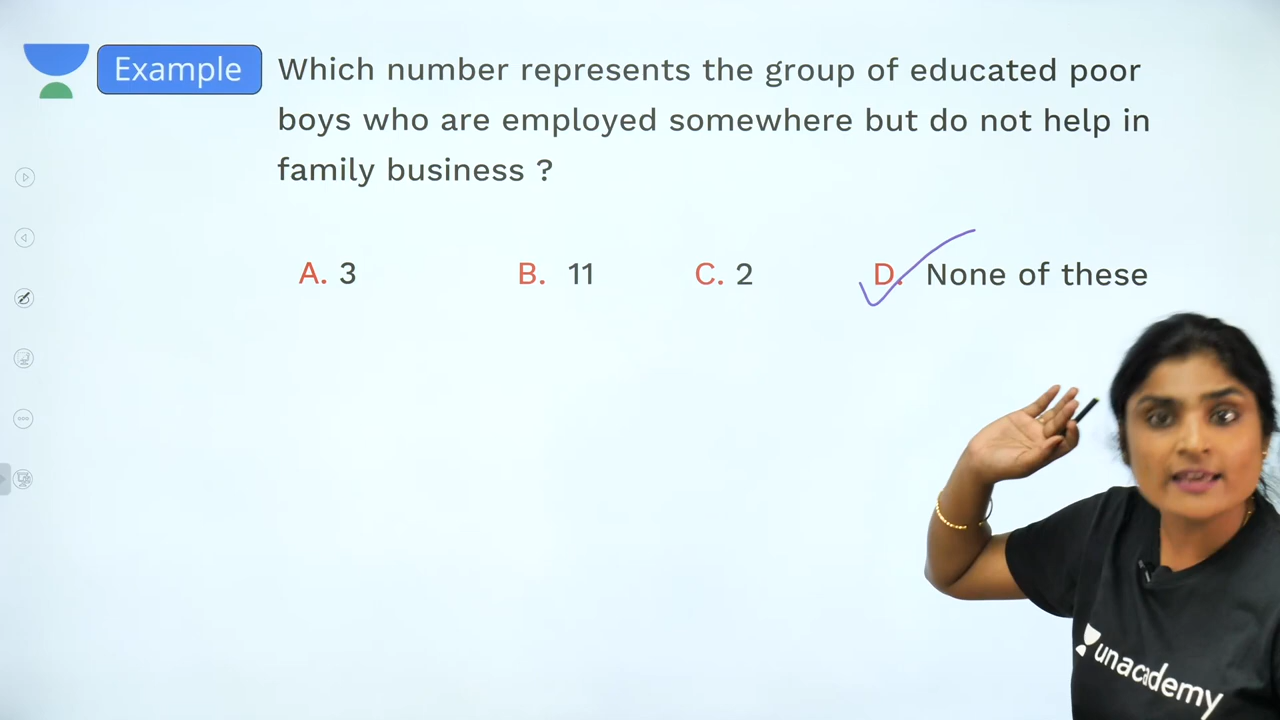 Example
Which number represents the group of educated poor
boys who are employed somewhere but do not help in
family business ?
A. 3
B. 11
C. 2
D. None of these
unacademy